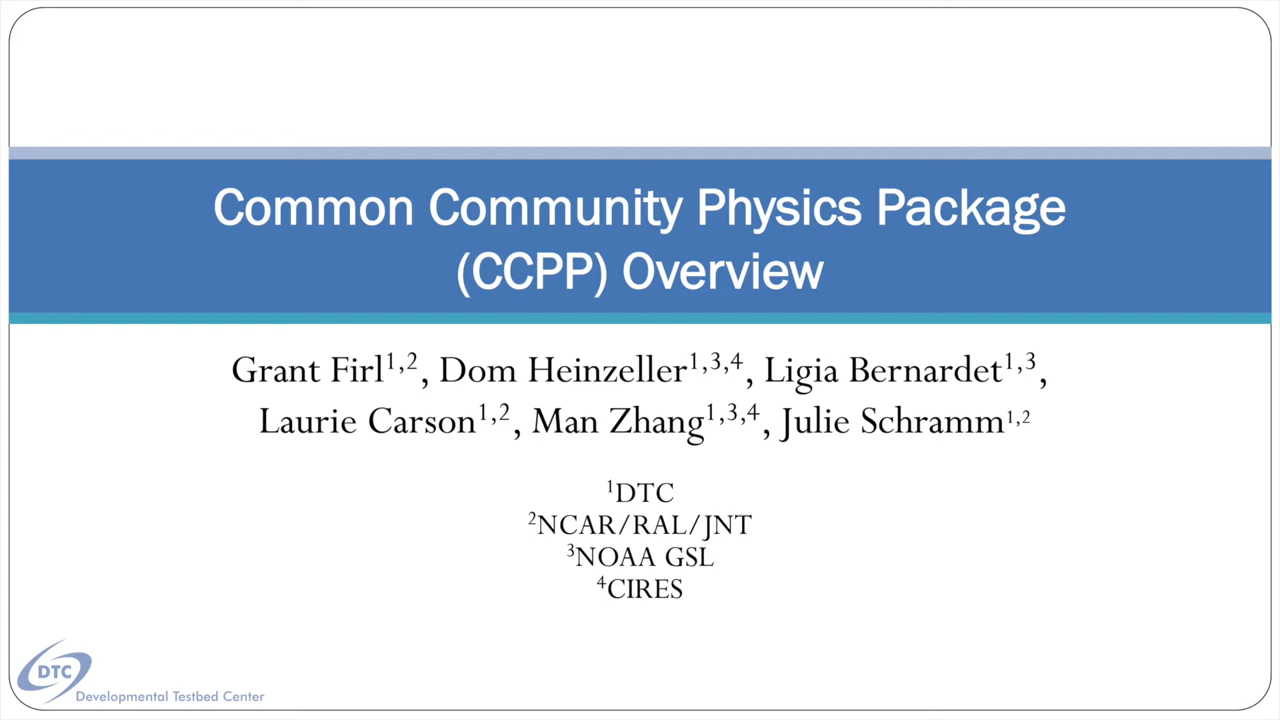 Common Community Physics Package
(CCPP) Overview
Grant Firl1,2, Dom Heinzeller1,3,4, Ligia Bernardet1,3,
Laurie Carson1,2, Man Zhang1,3,4, Julie Schramm1,2
1DTC
2NCAR/RAL/JNT
3NOAA GSL
4CIRES
DTC
Developmental Testbed Center